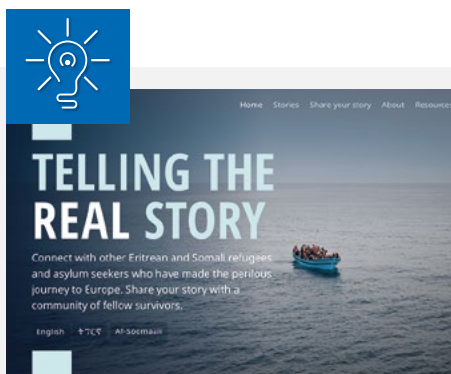 Home Stories Share your story About Resources
TELLING THE
REAL STORY
Connect with other Eritrean and Somali refugees
and asylum seekers who have made the perilous
journey to Europe. Share your story with a
community of fellow survivors.
English ትግርኛ Af-Soomaali